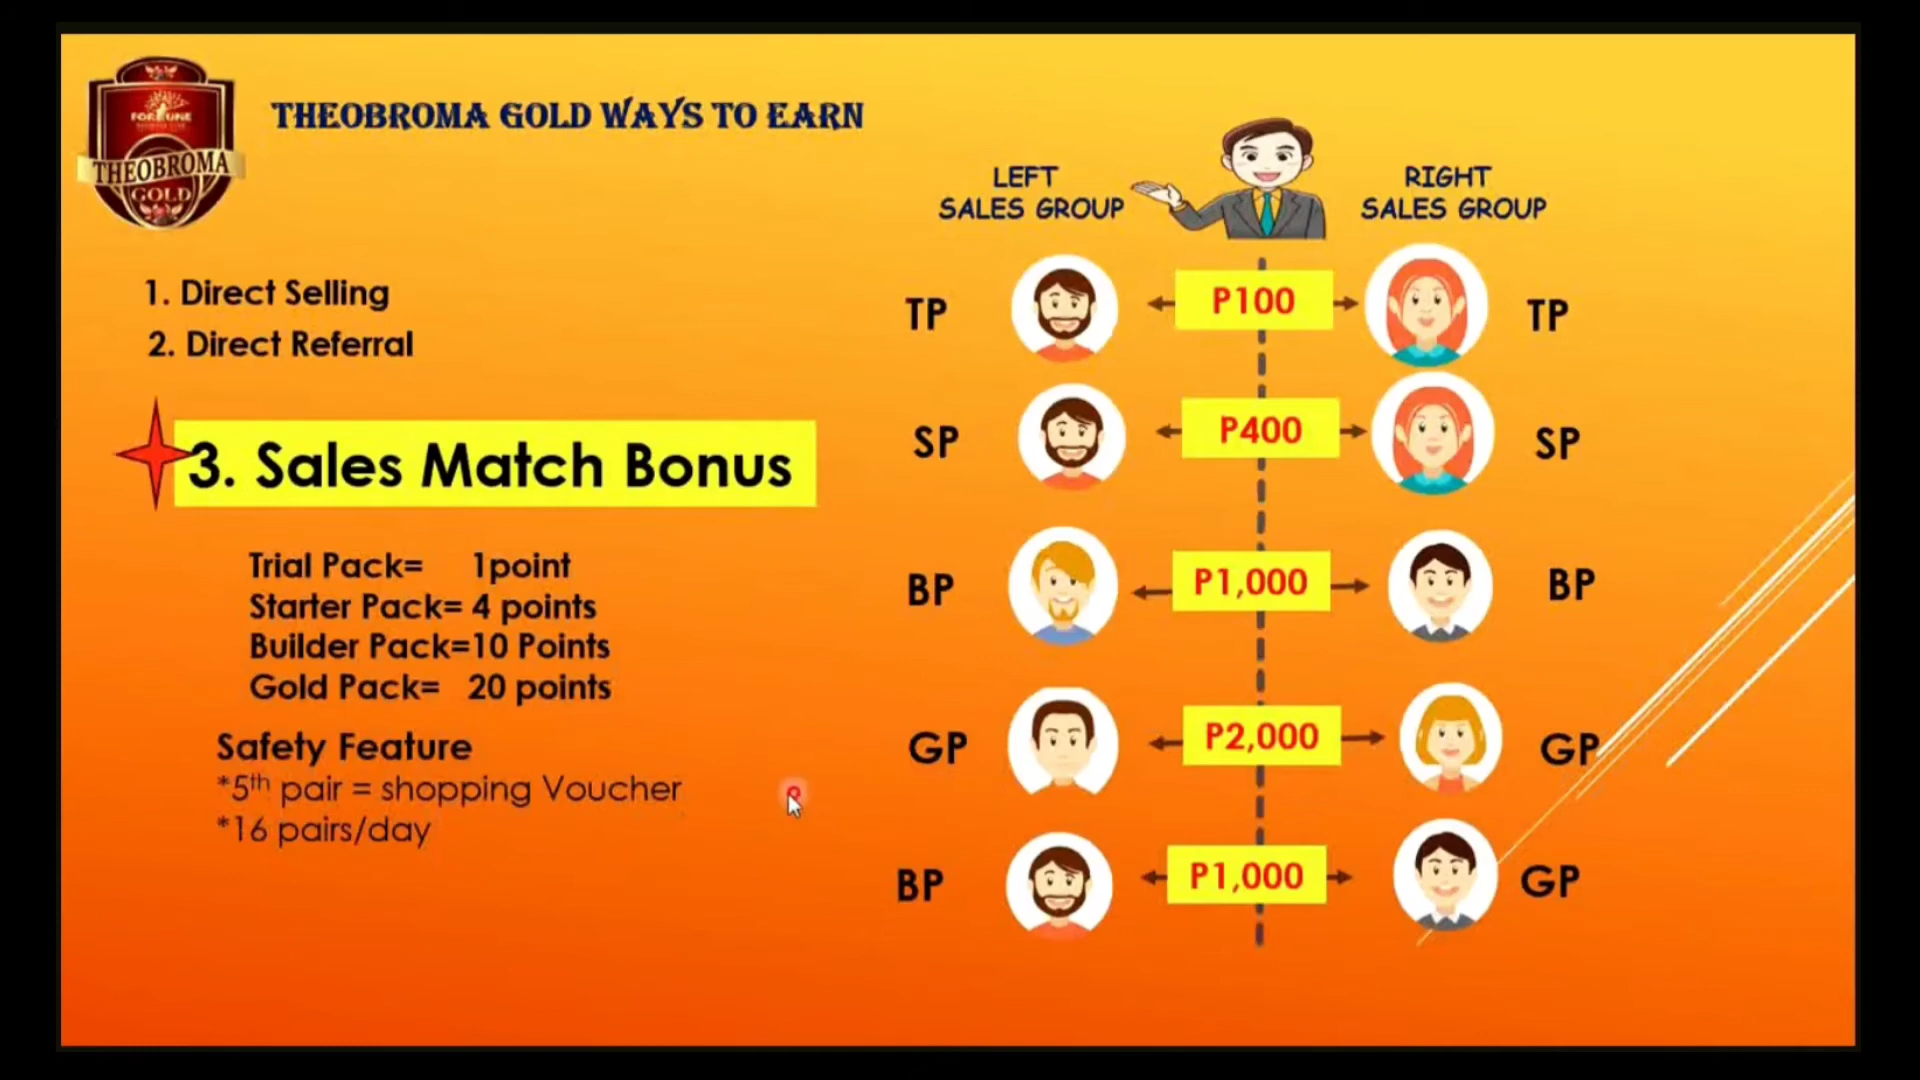 FORTUNE
THEOBROMA
GOLD
THEOBROMA GOLD WAYS TO EARN
1. Direct Selling
2. Direct Referral
3. Sales Match Bonus
Trial Pack= 1point
Starter Pack= 4 points
Builder Pack=10 Points
Gold Pack= 20 points
Safety Feature
*5th pair = shopping Voucher
*16 pairs/day
LEFT
SALES GROUP
RIGHT
SALES GROUP
TP P100 TP
SP P400 SP
BP P1,000 BP
GP P2,000 GP
BP P1,000 GP